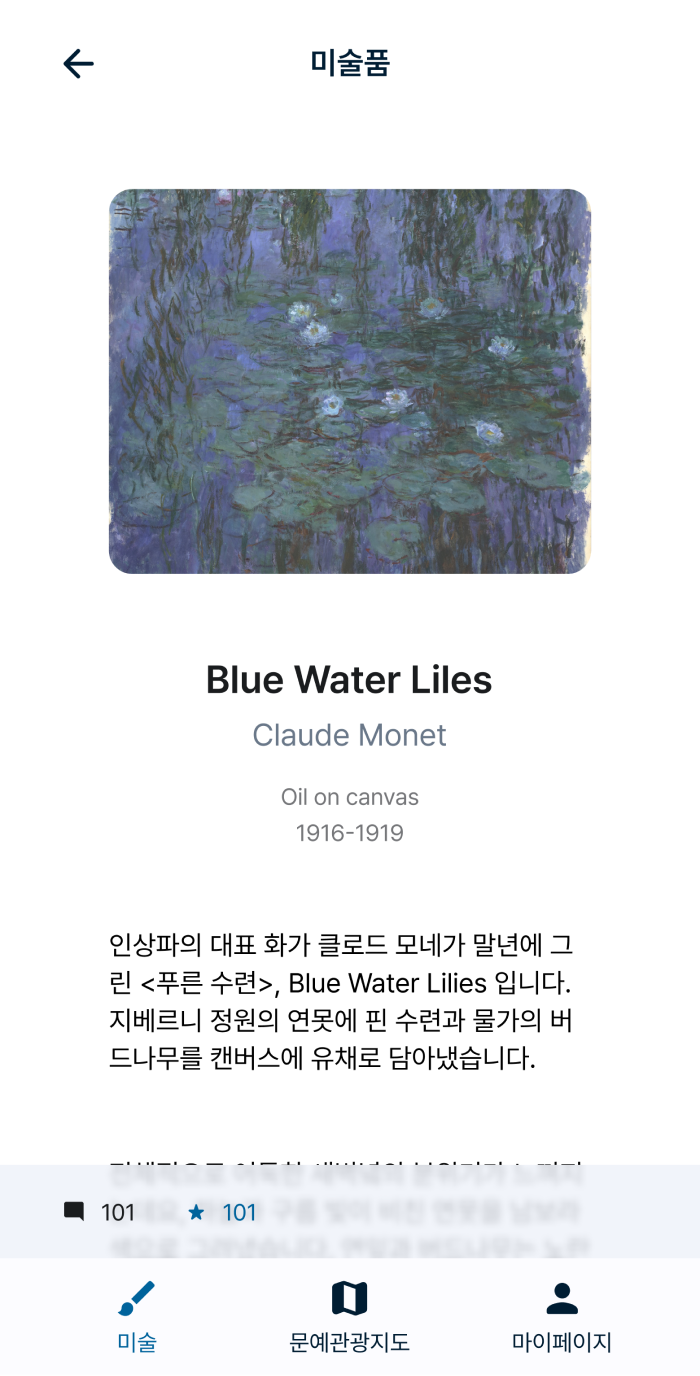 미술품
Blue Water Liles
Claude Monet
Oil on canvas
1916-1919
인상파의 대표 화가 클로드 모네가 말년에 그
린 <푸른 수련>, Blue Water Lilies 입니다.
지베르니 정원의 연못에 핀 수련과 물가의 버
드나무를 캔버스에 유채로 담아냈습니다.
101
101
미술
문예관광지도
마이페이지